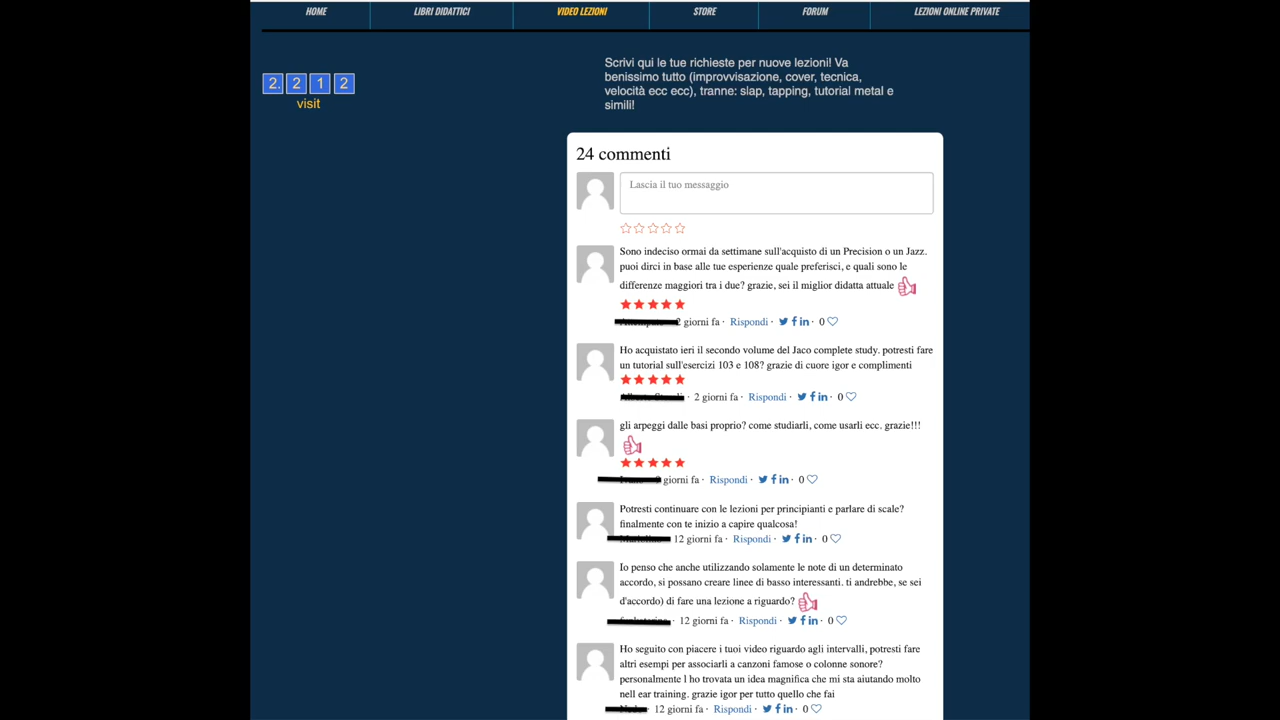 HOME LIBRI DIDATTICI VIDEO LEZIONI STORE FORUM LEZIONI ONLINE PRIVATE
2. 2 1 2
visit
Scrivi qui le tue richieste per nuove lezioni! Va
benissimo tutto (improvvisazione, cover, tecnica,
velocità ecc ecc), tranne: slap, tapping, tutorial metal e
simili!
24 commenti
Lascia il tuo messaggio
Sono indeciso ormai da settimane sull'acquisto di un Precision o un Jazz.
puoi dirci in base alle tue esperienze quale preferisci, e quali sono le
differenze maggiori tra i due? grazie, sei il miglior didatta attuale
2 giorni fa · Rispondi · 0
Ho acquistato ieri il secondo volume del Jaco complete study. potresti fare
un tutorial sull'esercizi 103 e 108? grazie di cuore igor e complimenti
· 2 giorni fa · Rispondi · 0
gli arpeggi dalle basi proprio? come studiarli, come usarli ecc. grazie!!!
giorni fa · Rispondi · 0
Potresti continuare con le lezioni per principianti e parlare di scale?
finalmente con te inizio a capire qualcosa!
12 giorni fa · Rispondi · 0
Io penso che anche utilizzando solamente le note di un determinato
accordo, si possano creare linee di basso interessanti. ti andrebbe, se sei
d'accordo) di fare una lezione a riguardo?
· 12 giorni fa · Rispondi · 0
Ho seguito con piacere i tuoi video riguardo agli intervalli, potresti fare
altri esempi per associarli a canzoni famose o colonne sonore?
personalmente l ho trovata un idea magnifica che mi sta aiutando molto
nell ear training. grazie igor per tutto quello che fai
· 12 giorni fa · Rispondi · 0